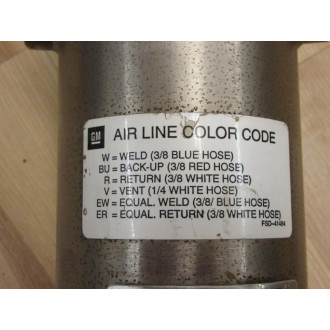 GM AIR LINE COLOR CODE
W = WELD (3/8 BLUE HOSE)
BU = BACK-UP (3/8 RED HOSE)
R = RETURN (3/8 WHITE HOSE)
V = VENT (1/4 WHITE HOSE)
EW = EQUAL. WELD (3/8/ BLUE HOSE)
ER = EQUAL. RETURN (3/8 WHITE HOSE)
FSD-41484